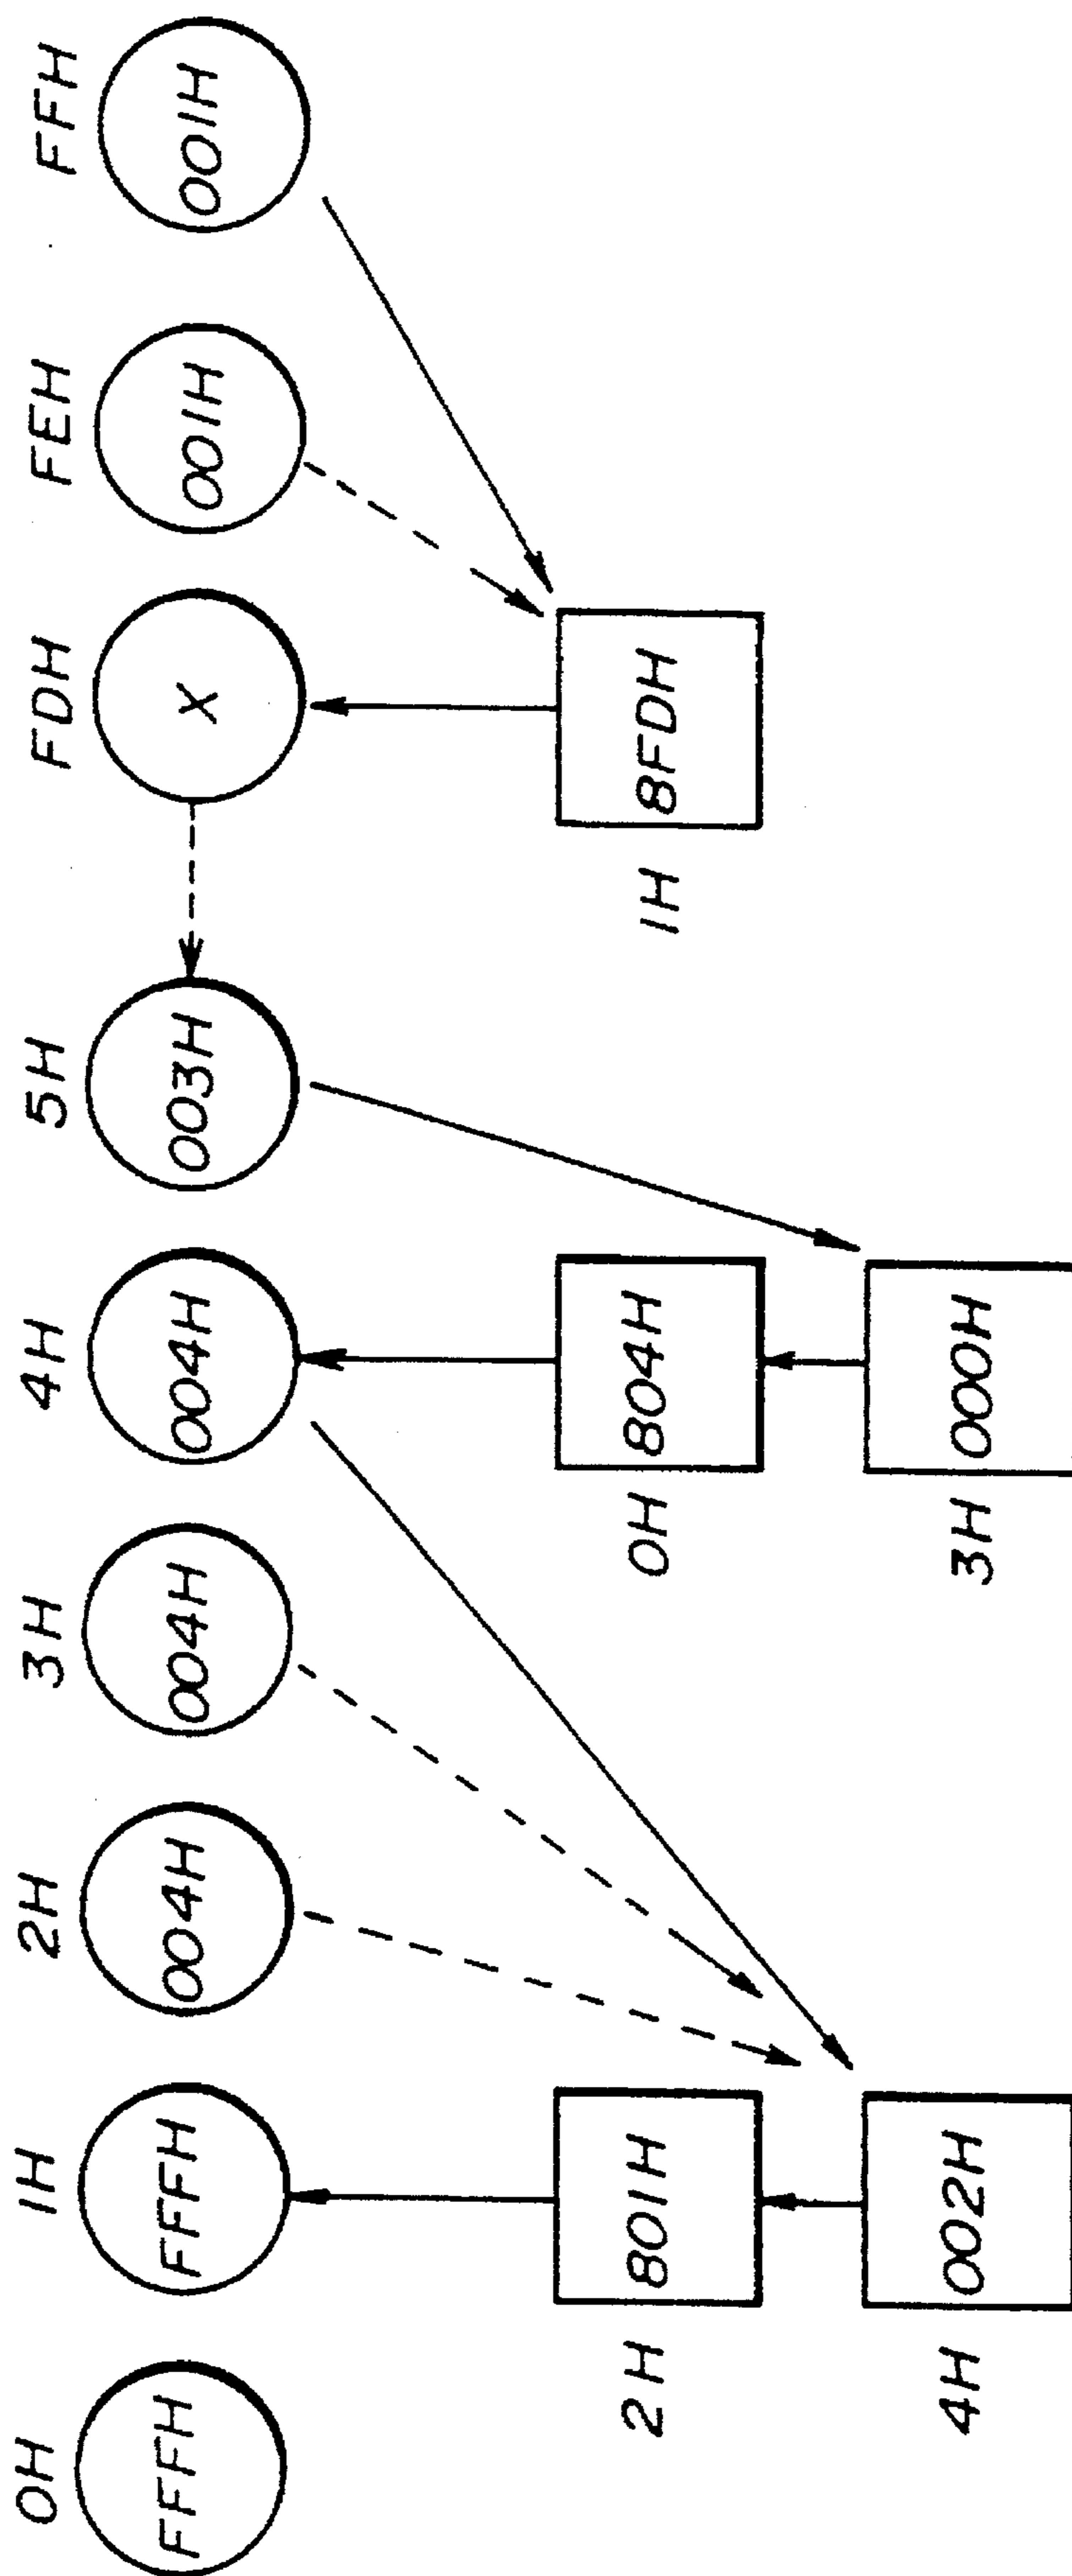 0H 1H 2H 3H 4H 5H FDH FEH FFH
FFFH FFFH 004H 004H 004H 003H X 001H 001H
2H 801H 0H 804H 1H 8FDH
4H 002H 3H 000H